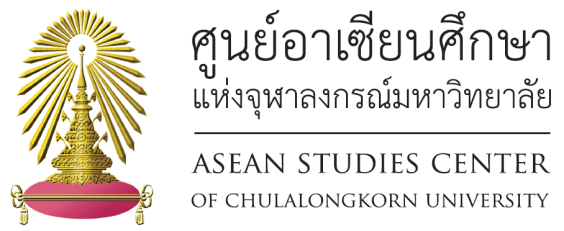 ศูนย์อาเซียนศึกษา
แห่งจุฬาลงกรณ์มหาวิทยาลัย
ASEAN STUDIES CENTER
OF CHULALONGKORN UNIVERSITY